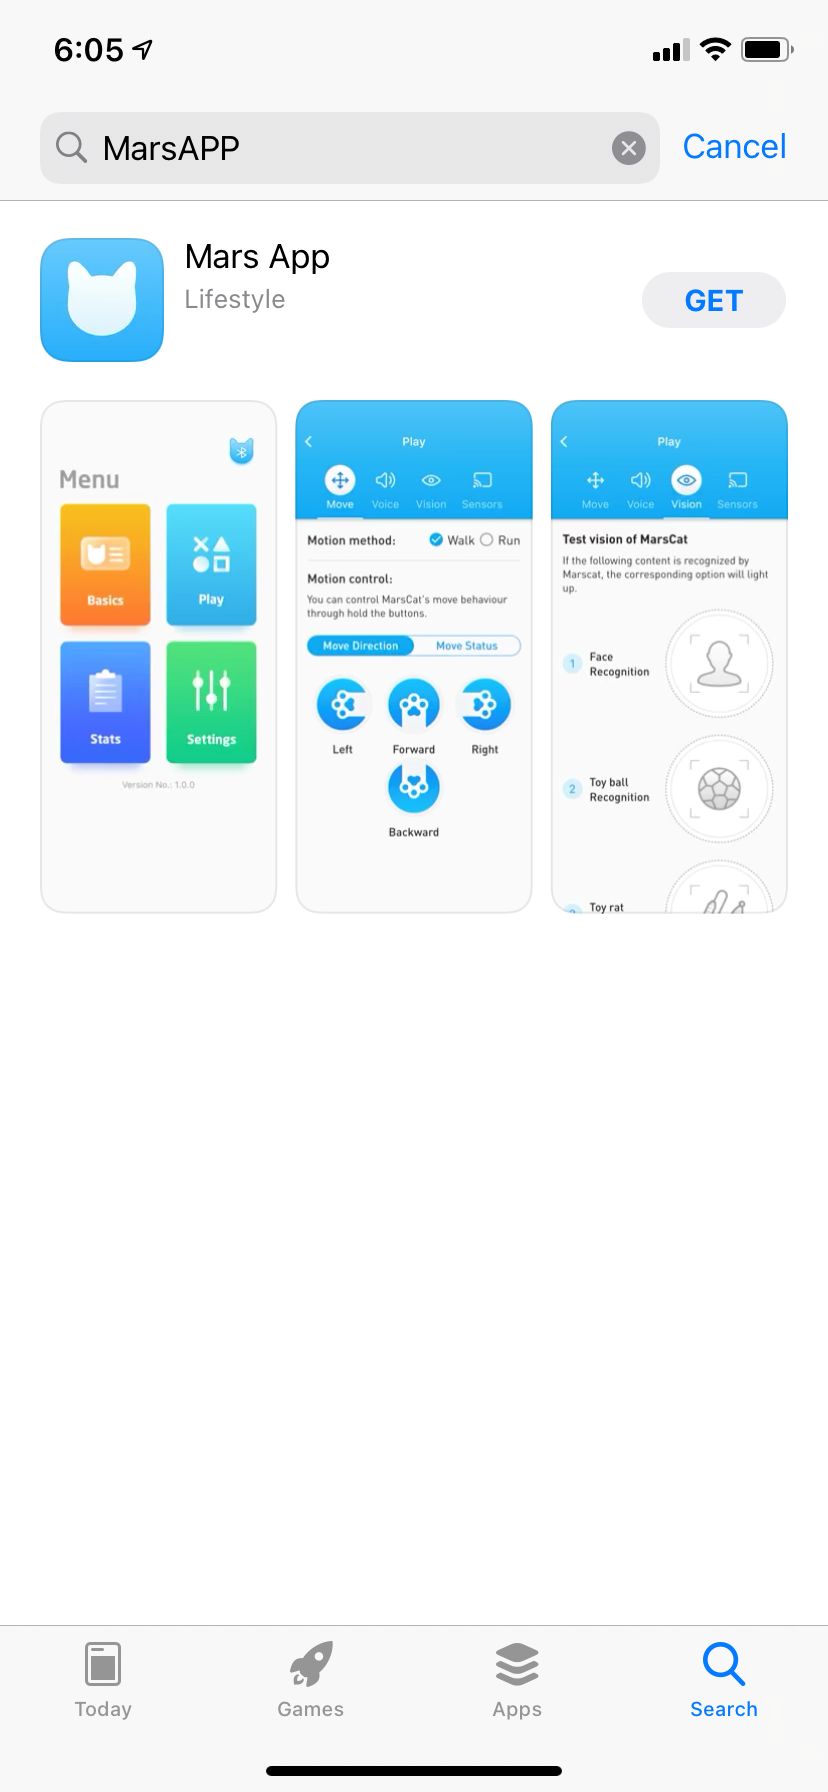 6:05
MarsAPP
Cancel
Mars App
Lifestyle
GET
Menu
Basics
Play
Stats
Settings
Version No.: 1.0.0
Play
Move Voice Vision Sensors
Motion method: Walk Run
Motion control:
You can control MarsCat's move behaviour
through hold the buttons.
Move Direction Move Status
Left Forward Right
Backward
Play
Move Voice Vision Sensors
Test vision of MarsCat
If the following content is recognized by
Marscat, the corresponding option will light
up.
1 Face
Recognition
2 Toy ball
Recognition
Toy rat
Today Games Apps Search